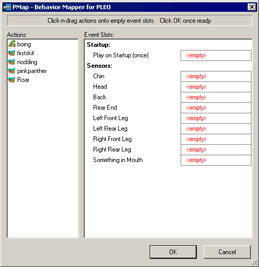 PMap - Behavior Mapper for PLEO
Click-n-drag actions onto empty event slots. Click OK once ready.
Actions:
boing
firstskit
nodding
pinkpanther
Roar
Event Slots:
Startup:
Play on Startup (once) <empty>
Sensors:
Chin <empty>
Head <empty>
Back <empty>
Rear End <empty>
Left Front Leg <empty>
Left Rear Leg <empty>
Right Front Leg <empty>
Right Rear Leg <empty>
Something in Mouth <empty>
OK
Cancel